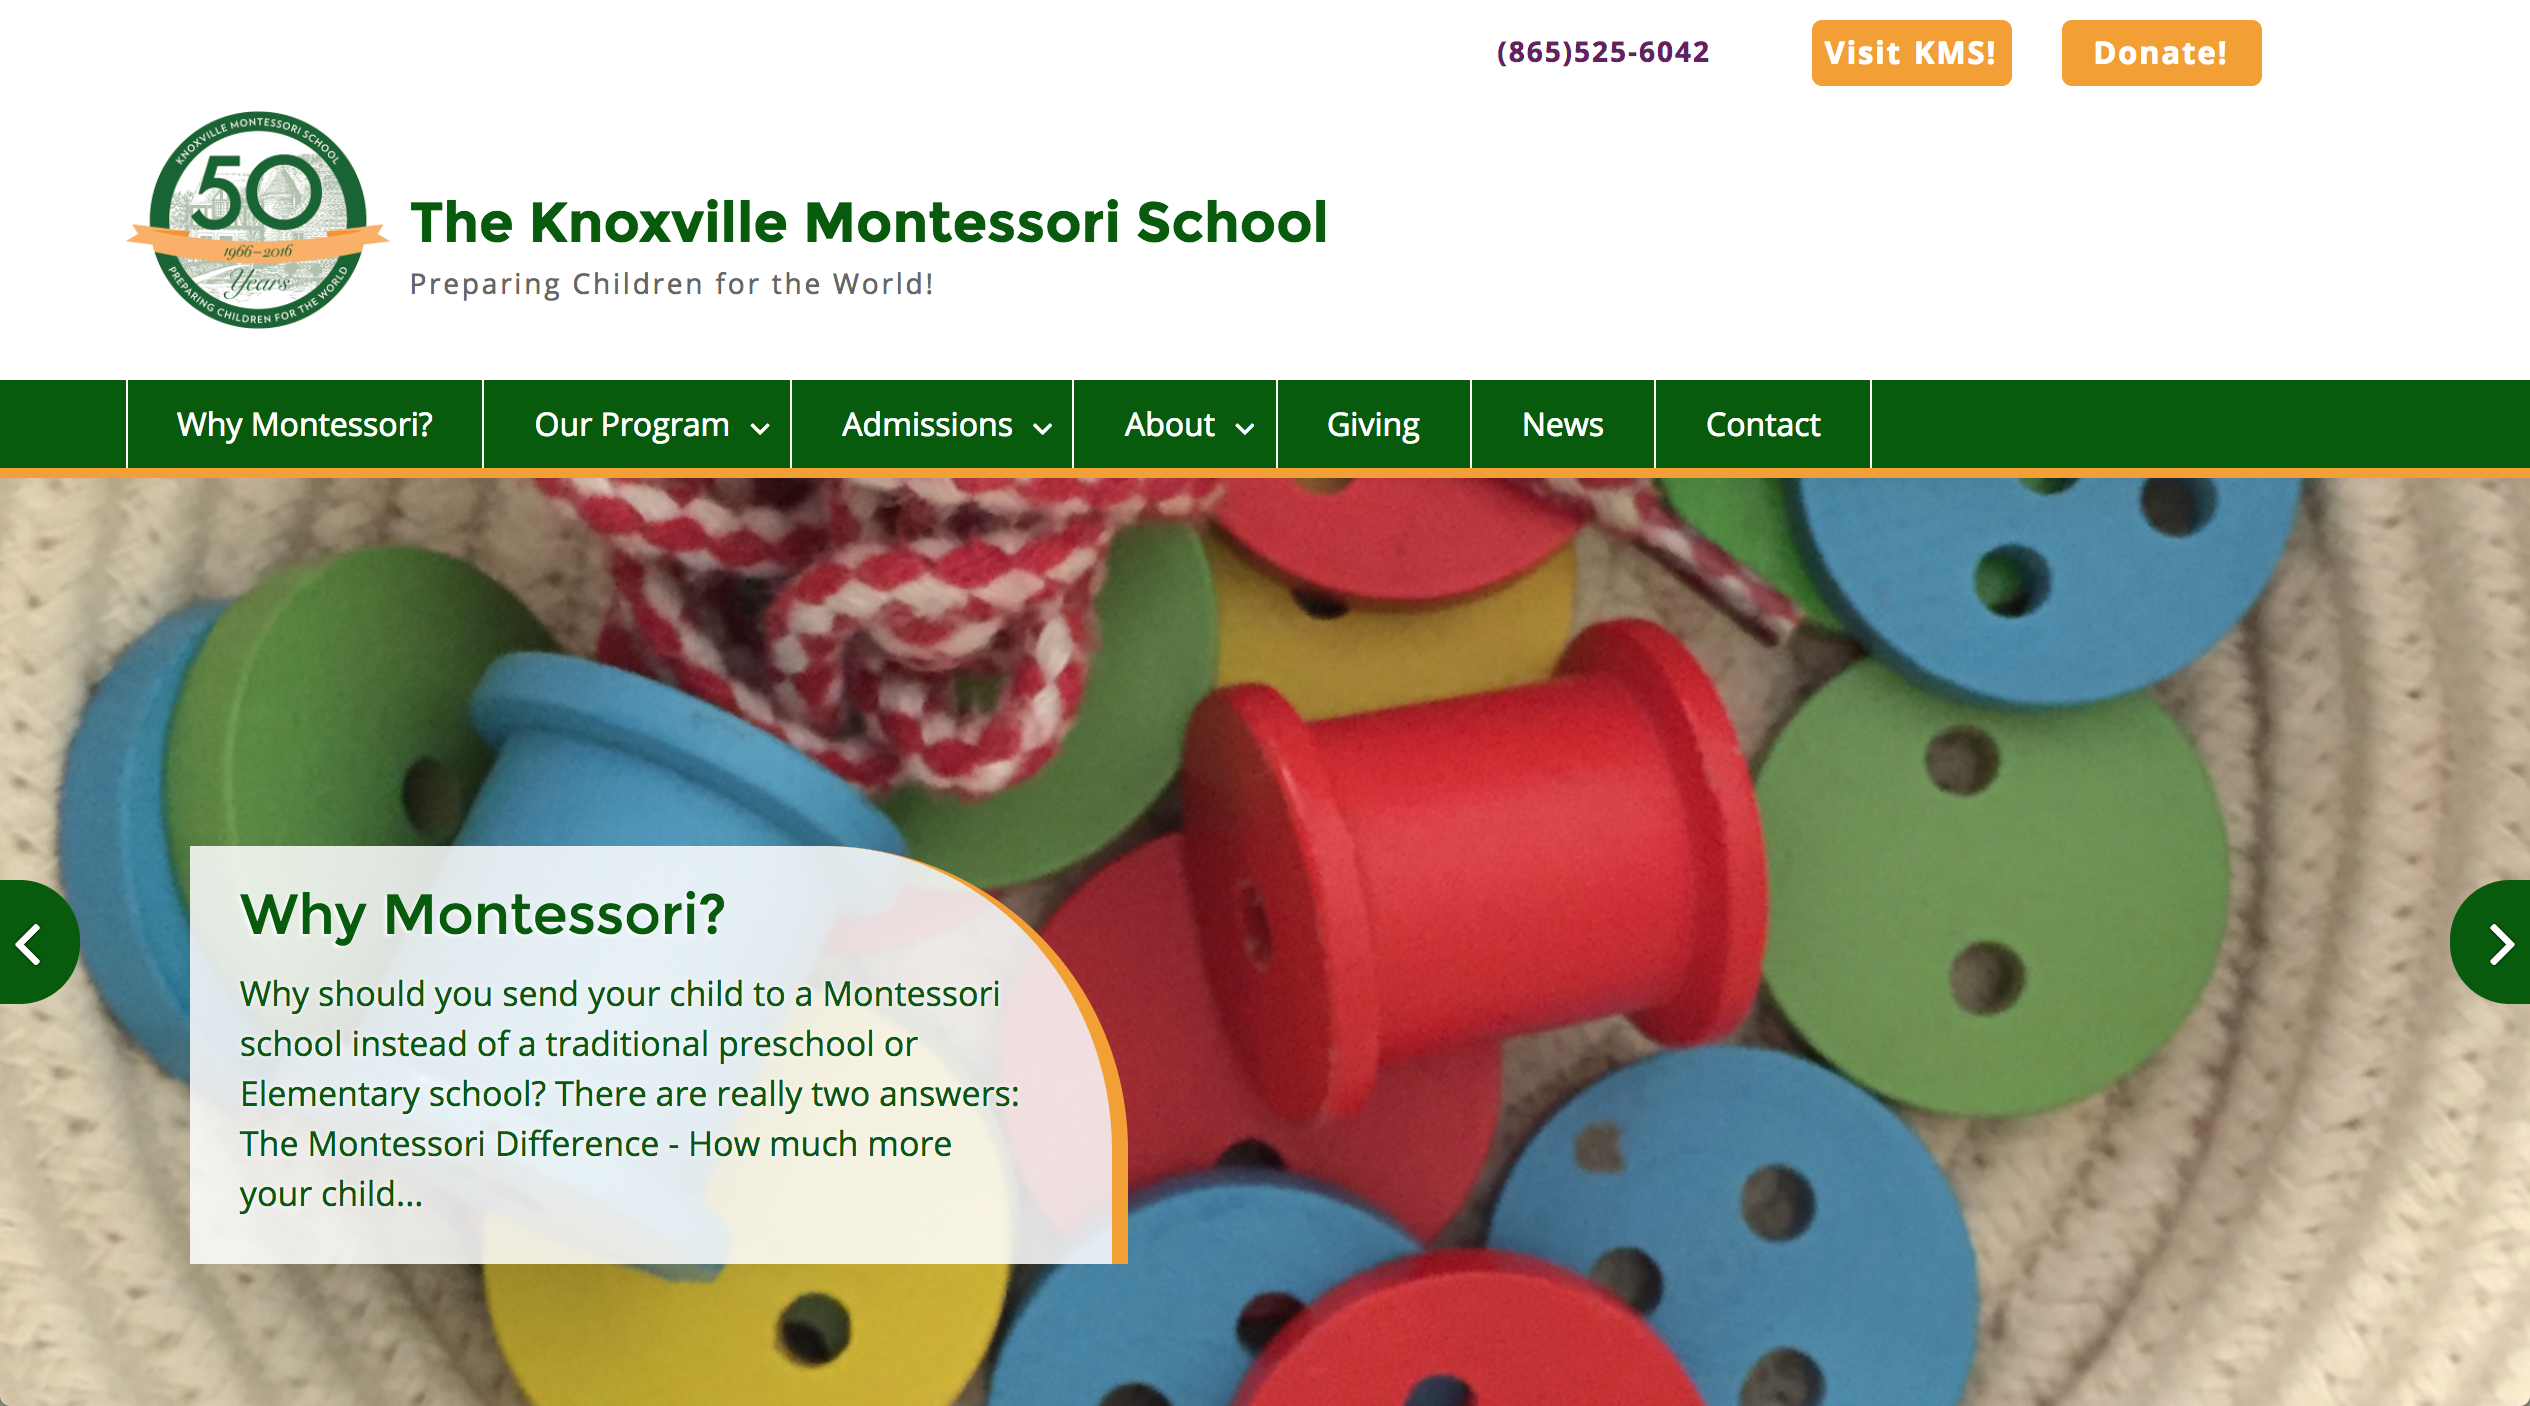 (865)525-6042
Visit KMS!
Donate!
KNOXVILLE MONTESSORI SCHOOL
50
1966–2016
Years
PREPARING CHILDREN FOR THE WORLD
The Knoxville Montessori School
Preparing Children for the World!
Why Montessori?
Our Program
Admissions
About
Giving
News
Contact
Why Montessori?
Why should you send your child to a Montessori
school instead of a traditional preschool or
Elementary school? There are really two answers:
The Montessori Difference - How much more
your child...